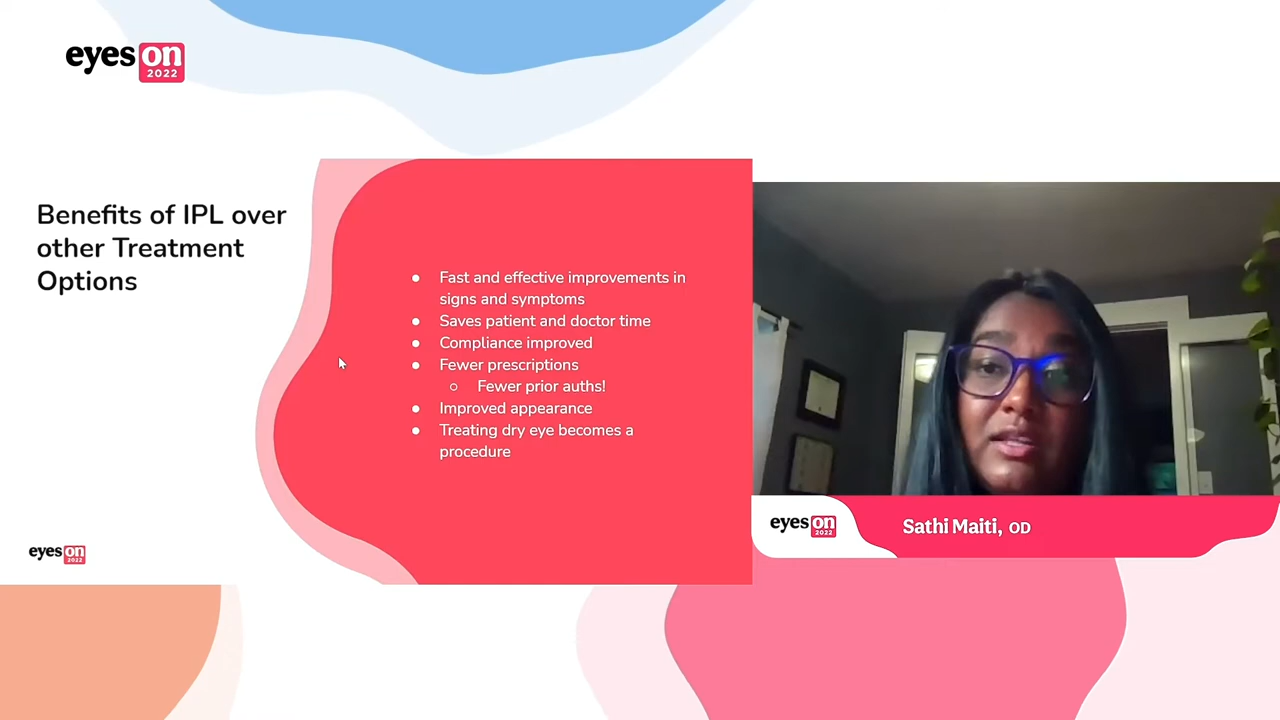 eyes on
2022
Benefits of IPL over
other Treatment
Options
Fast and effective improvements in
signs and symptoms
Saves patient and doctor time
Compliance improved
Fewer prescriptions
Fewer prior auths!
Improved appearance
Treating dry eye becomes a
procedure
eyes on
2022
eyes on
2022
Sathi Maiti, OD